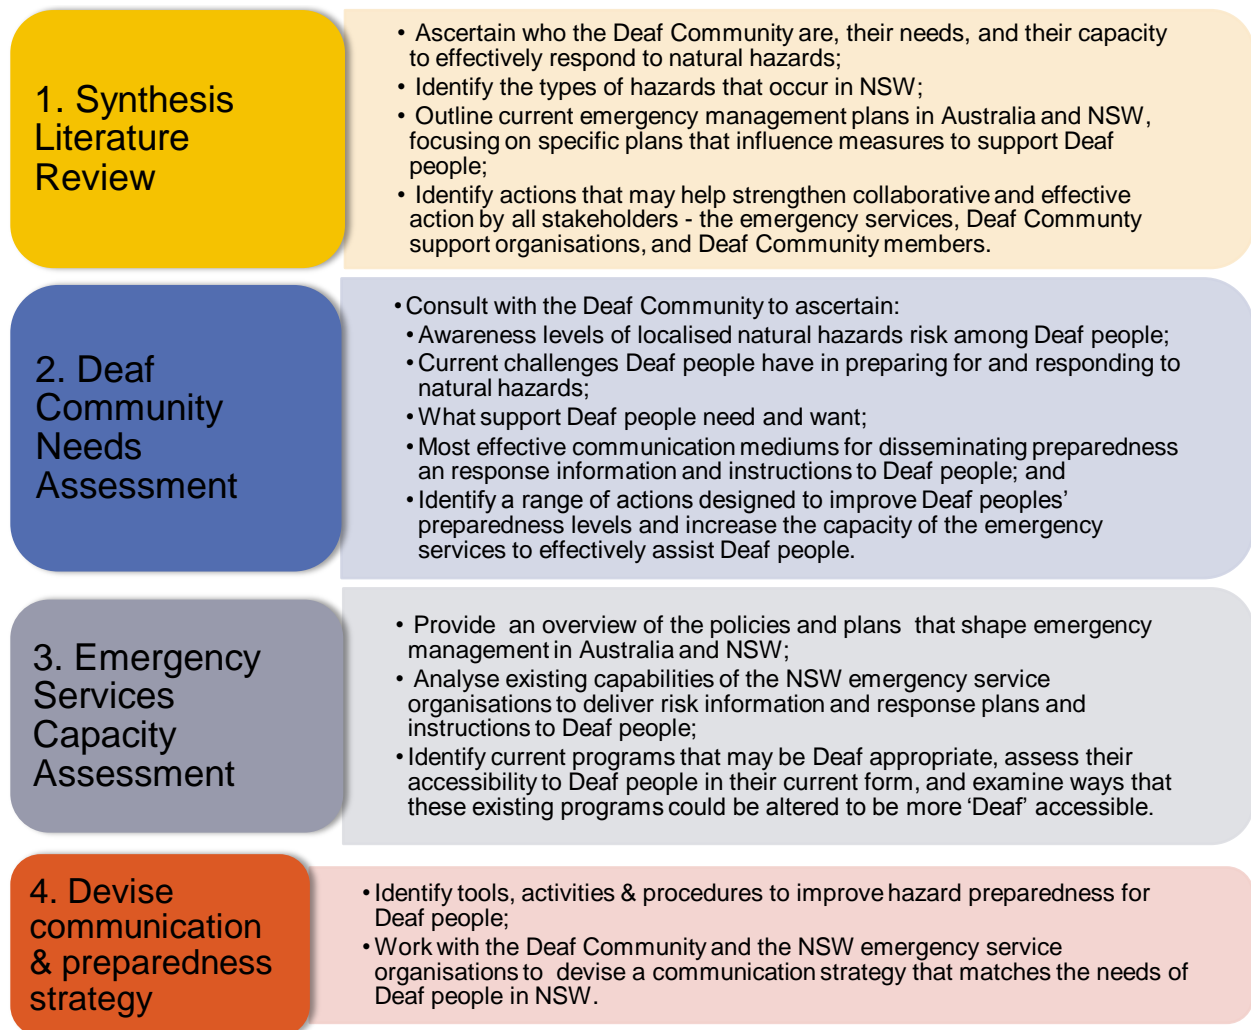 1. Synthesis
Literature
Review
• Ascertain who the Deaf Community are, their needs, and their capacity
to effectively respond to natural hazards;
• Identify the types of hazards that occur in NSW;
• Outline current emergency management plans in Australia and NSW,
focusing on specific plans that influence measures to support Deaf
people;
• Identify actions that may help strengthen collaborative and effective
action by all stakeholders - the emergency services, Deaf Communty
support organisations, and Deaf Community members.
2. Deaf
Community
Needs
Assessment
• Consult with the Deaf Community to ascertain:
• Awareness levels of localised natural hazards risk among Deaf people;
• Current challenges Deaf people have in preparing for and responding to
natural hazards;
• What support Deaf people need and want;
• Most effective communication mediums for disseminating preparedness
an response information and instructions to Deaf people; and
• Identify a range of actions designed to improve Deaf peoples’
preparedness levels and increase the capacity of the emergency
services to effectively assist Deaf people.
3. Emergency
Services
Capacity
Assessment
• Provide an overview of the policies and plans that shape emergency
management in Australia and NSW;
• Analyse existing capabilities of the NSW emergency service
organisations to deliver risk information and response plans and
instructions to Deaf people;
• Identify current programs that may be Deaf appropriate, assess their
accessibility to Deaf people in their current form, and examine ways that
these existing programs could be altered to be more ‘Deaf’ accessible.
4. Devise
communication
& preparedness
strategy
• Identify tools, activities & procedures to improve hazard preparedness for
Deaf people;
• Work with the Deaf Community and the NSW emergency service
organisations to devise a communication strategy that matches the needs of
Deaf people in NSW.